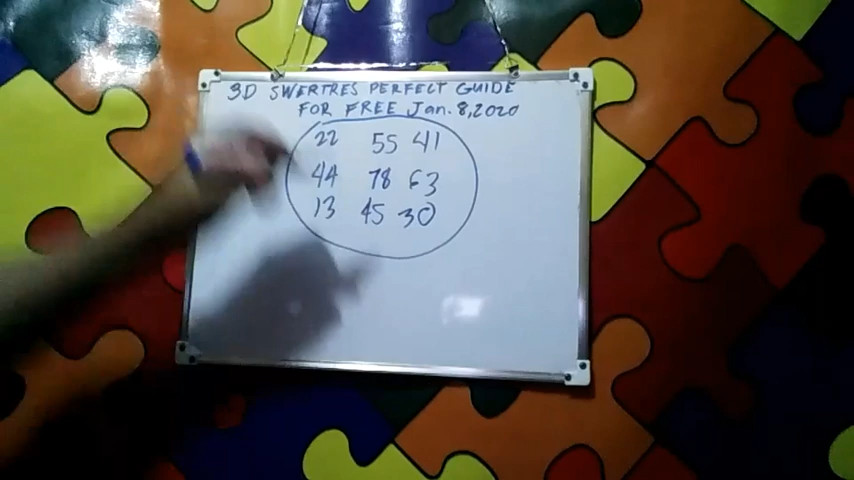 3D SWERTRES PERFECT GUIDE
FOR FREE Jan. 8, 2020
22 55 41
44 78 63
13 45 30